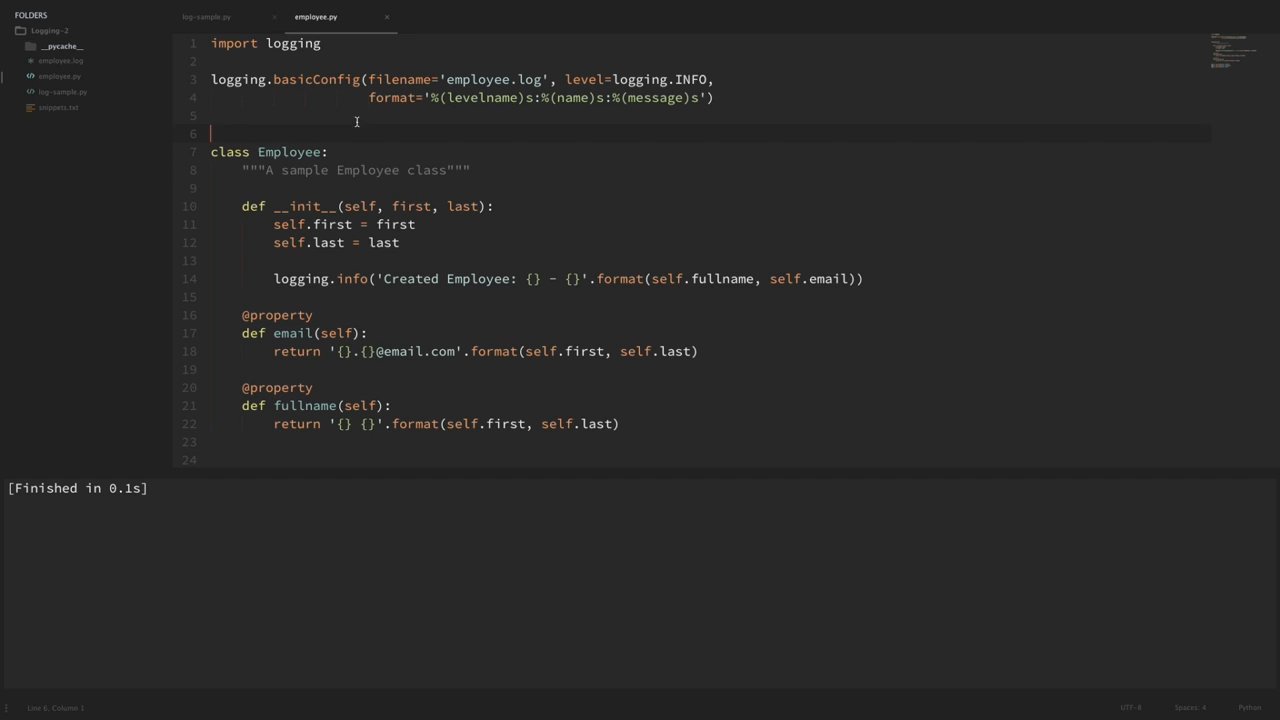 FOLDERS
Logging-2
__pycache__
employee.log
employee.py
log-sample.py
snippets.txt
log-sample.py × employee.py ×
1 import logging
2
3 logging.basicConfig(filename='employee.log', level=logging.INFO,
4 format='%(levelname)s:%(name)s:%(message)s')
5
6
7 class Employee:
8 """A sample Employee class"""
9
10 def __init__(self, first, last):
11 self.first = first
12 self.last = last
13
14 logging.info('Created Employee: {} - {}'.format(self.fullname, self.email))
15
16 @property
17 def email(self):
18 return '{}.{}@email.com'.format(self.first, self.last)
19
20 @property
21 def fullname(self):
22 return '{} {}'.format(self.first, self.last)
23
24
[Finished in 0.1s]
Line 6, Column 1 UTF-8 Spaces: 4 Python